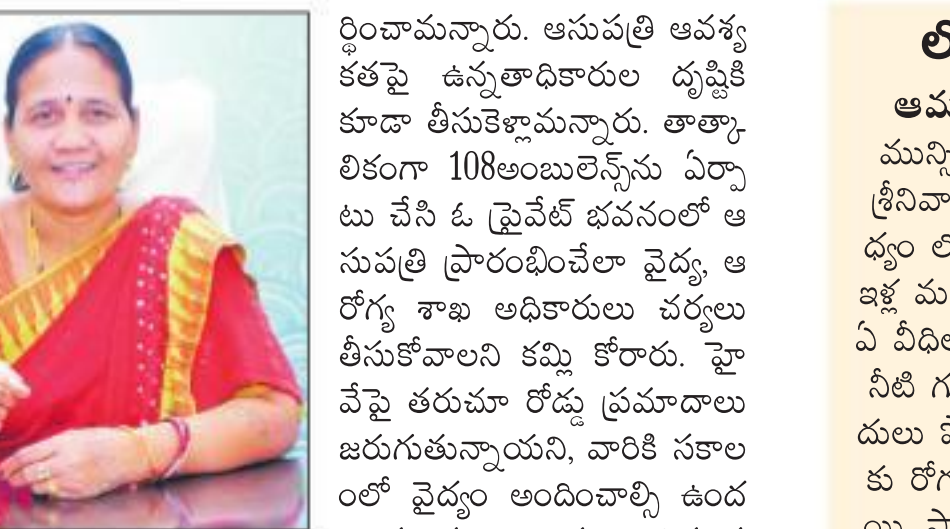 ర్థించామన్నారు. ఆసుపత్రి ఆవశ్య
కతపై ఉన్నతాధికారుల దృష్టికి
కూడా తీసుకెళ్లామన్నారు. తాత్కా
లికంగా 108అంబులెన్స్‌ను ఏర్పా
టు చేసి ఓ ప్రైవేట్ భవనంలో ఆ
సుపత్రి ప్రారంభించేలా వైద్య, ఆ
రోగ్య శాఖ అధికారులు చర్యలు
తీసుకోవాలని కమ్లి కోరారు. హై
వేపై తరుచూ రోడ్డు ప్రమాదాలు
జరుగుతున్నాయని, వారికి సకాల
ంలో వైద్యం అందించాల్సి ఉంద
ఆమ
మున్సి
శ్రీనివా
ధ్యం లో
ఇళ్ల మ
ఏ వీధిల
నీటి గ
దులు
కు రోగ